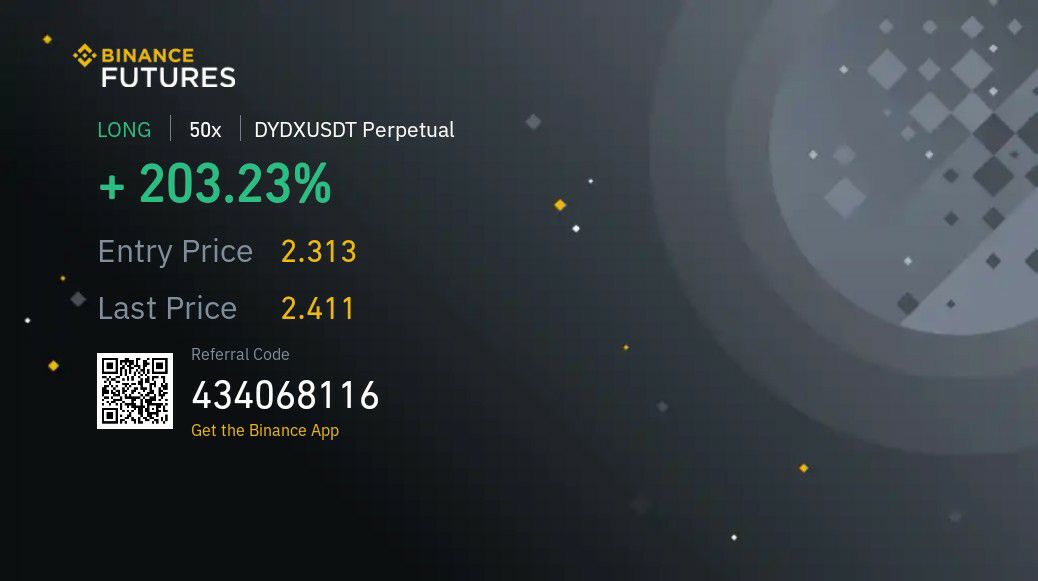 BINANCE
FUTURES
LONG | 50x | DYDXUSDT Perpetual
+ 203.23%
Entry Price 2.313
Last Price 2.411
Referral Code
434068116
Get the Binance App